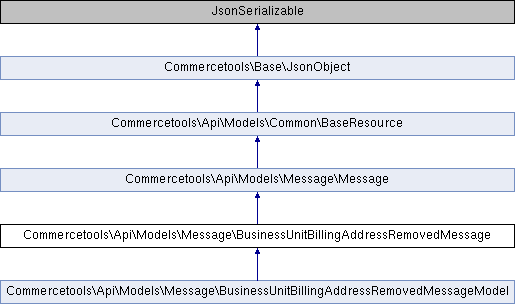 JsonSerializable
Commercetools\Base\JsonObject
Commercetools\Api\Models\Common\BaseResource
Commercetools\Api\Models\Message\Message
Commercetools\Api\Models\Message\BusinessUnitBillingAddressRemovedMessage
Commercetools\Api\Models\Message\BusinessUnitBillingAddressRemovedMessageModel